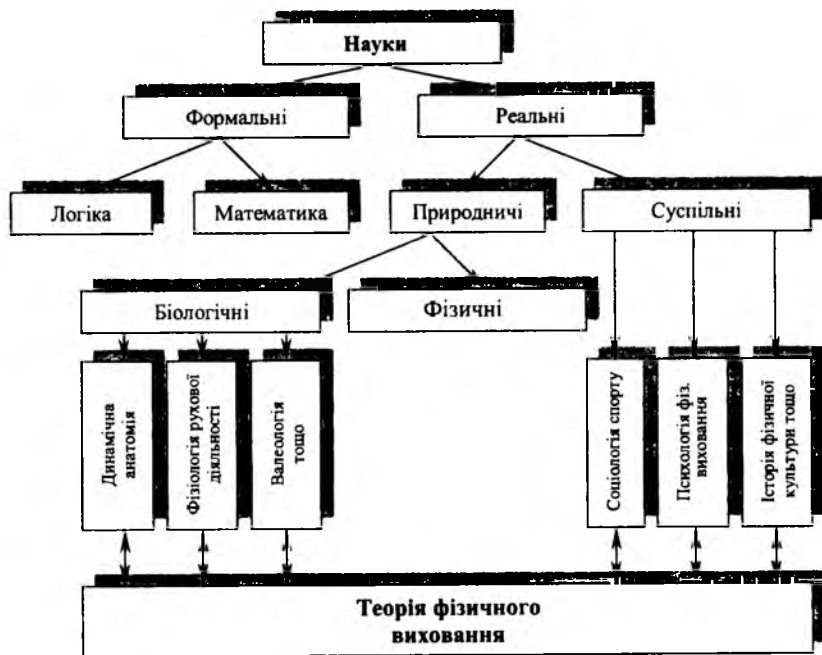 Науки
Формальні
Реальні
Логіка
Математика
Природничі
Суспільні
Біологічні
Фізичні
Динамічна
анатомія
Фізіологія рухової
діяльності
Валеологія
тощо
Соціологія спорту
Психологія фіз.
виховання
Історія фізичної
культури тощо
Теорія фізичного
виховання